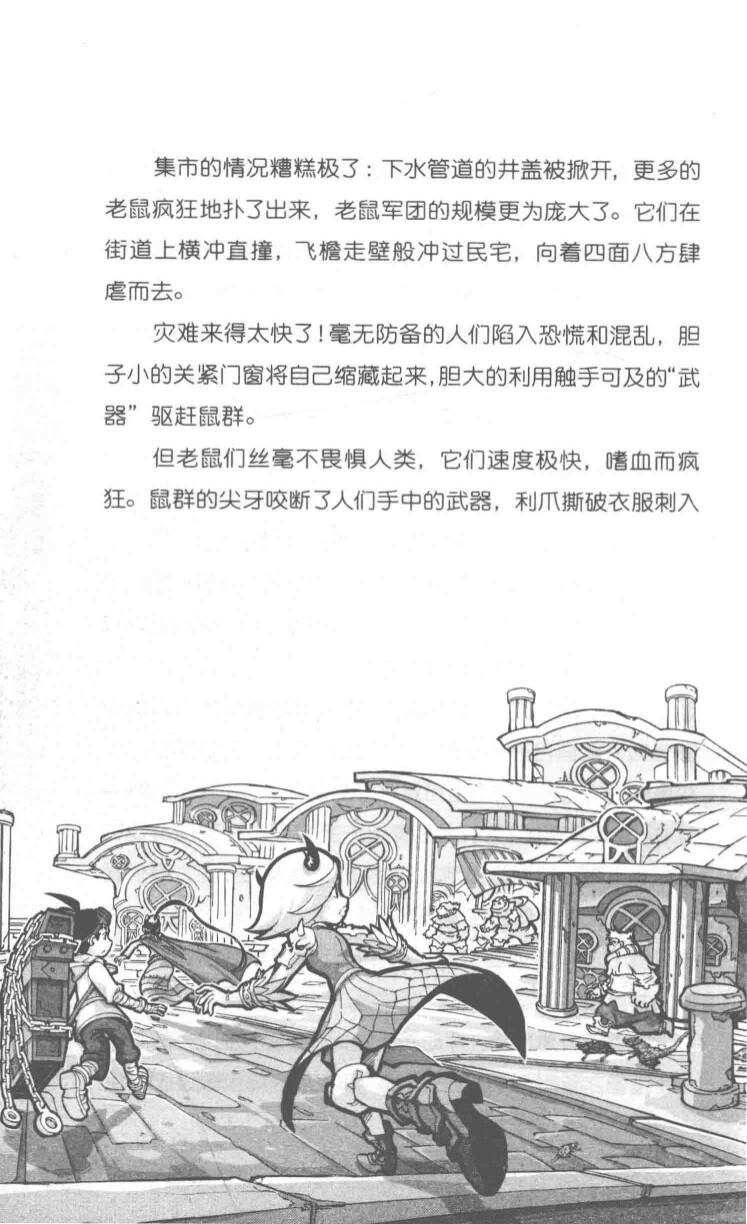 集市的情况糟糕极了：下水管道的井盖被掀开，更多的
老鼠疯狂地扑了出来，老鼠军团的规模更为庞大了。它们在
街道上横冲直撞，飞檐走壁般冲过民宅，向着四面八方肆
虐而去。
灾难来得太快了！毫无防备的人们陷入恐慌和混乱，胆
子小的关紧门窗将自己缩藏起来，胆大的利用触手可及的“武
器”驱赶鼠群。
但老鼠们丝毫不畏惧人类，它们速度极快，嗜血而疯
狂。鼠群的尖牙咬断了人们手中的武器，利爪撕破衣服刺入